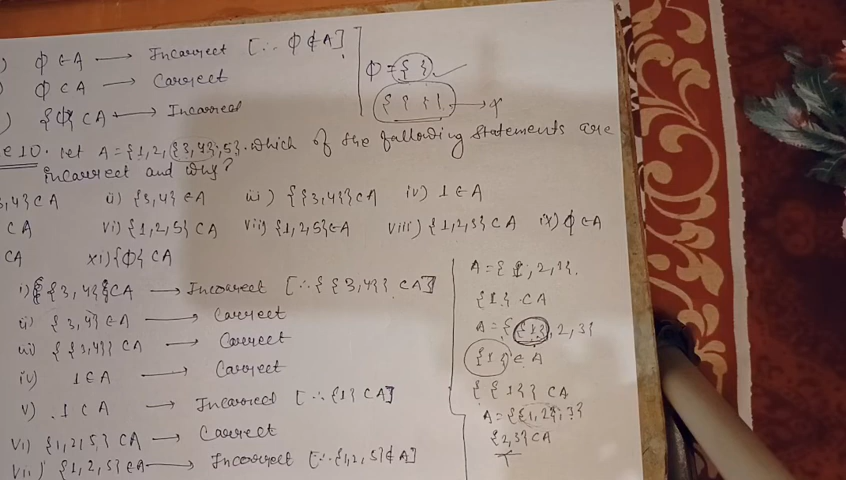 ) ϕ ∈ A → Incorrect [∵ ϕ ∉ A].
) ϕ ⊂ A → Correct
) {ϕ} ⊂ A → Incorrect
ϕ = { } ✓
{ { } } → x
e 10. Let A = {1, 2, {3, 4}, 5}. which of the following statements are
incorrect and why?
3, 4} ⊂ A ii) {3, 4} ∈ A iii) {{3, 4}} ⊂ A iv) 1 ∈ A
⊂ A vi) {1, 2, 5} ⊂ A vii) {1, 2, 5} ∈ A viii) {1, 2, 3} ⊂ A ix) ϕ ∈ A
⊂ A xi) {ϕ} ⊂ A
i) {3, 4} ⊂ A → Incorrect [∵ {{3, 4}} ⊂ A]
ii) {3, 4} ∈ A → Correct
iii) {{3, 4}} ⊂ A → Correct
iv) 1 ∈ A → Correct
v) 1 ⊂ A → Incorrect [∵ {1} ⊂ A]
vi) {1, 2, 5} ⊂ A → Correct
vii) {1, 2, 5} ∈ A → Incorrect [∵ {1, 2, 5} ∉ A]
A = { 1, 2, 3}.
{1} ⊂ A
A = { {1}, 2, 3}
{1} ∈ A
{ {1}} ⊂ A
A = {{1, 2}, 3}
{2, 3} ⊂ A